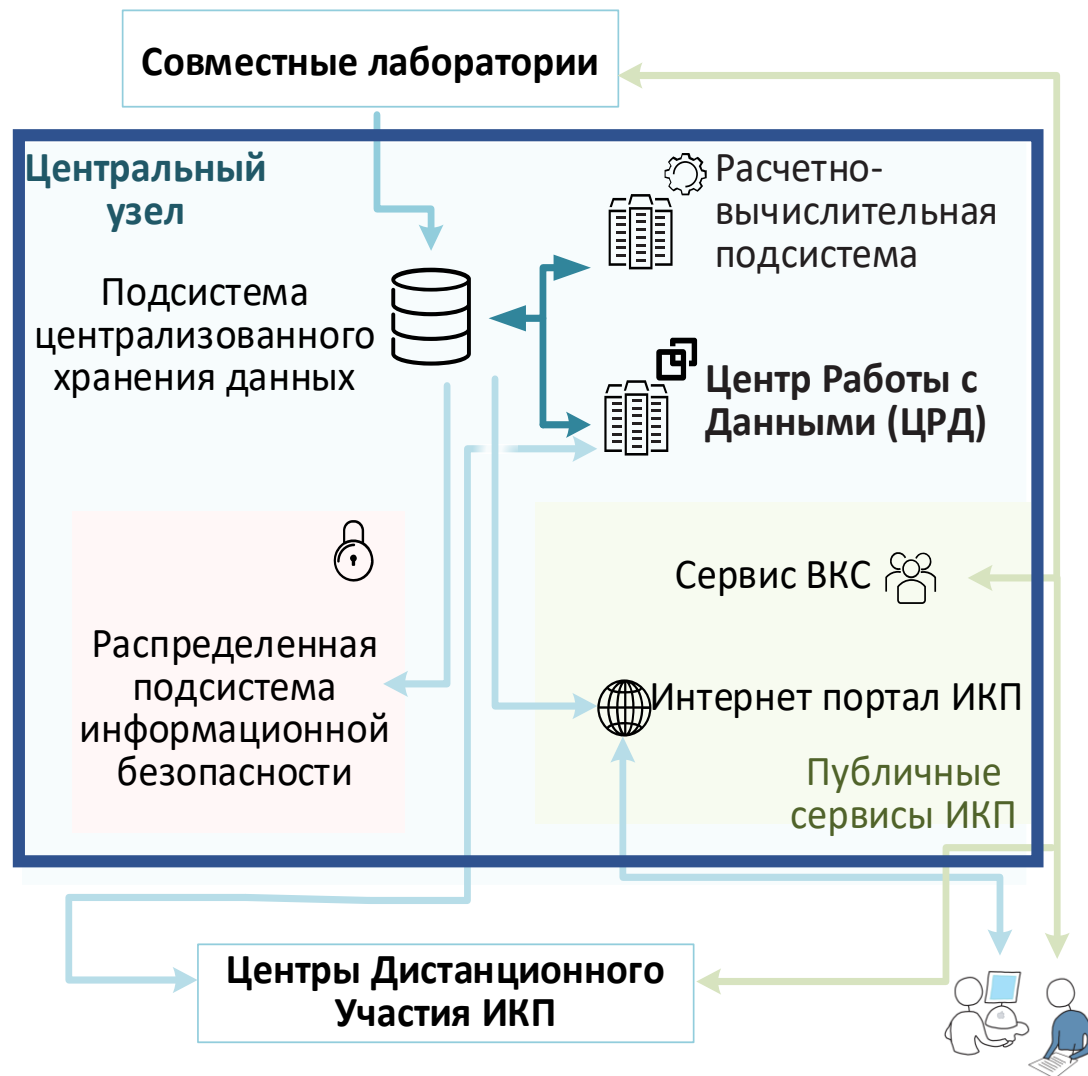 Совместные лаборатории
Центральный
узел
Расчетно-
вычислительная
подсистема
Подсистема
централизованного
хранения данных
Центр Работы с
Данными (ЦРД)
Сервис ВКС
Распределенная
подсистема
информационной
безопасности
Интернет портал ИКП
Публичные
сервисы ИКП
Центры Дистанционного
Участия ИКП